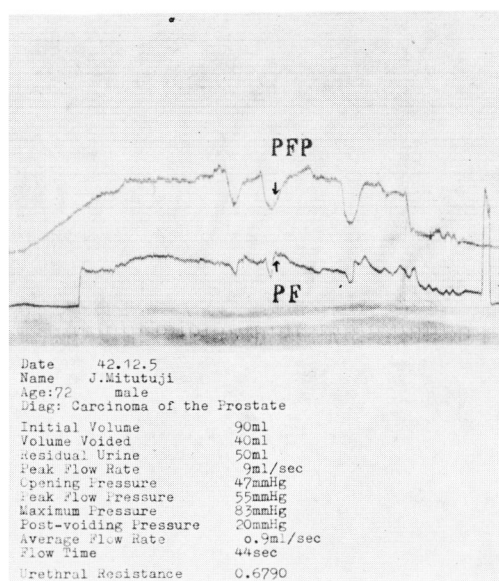 PFP
PF
Date 42.12.5
Name J.Mitutuji
Age:72 male
Diag: Carcinoma of the Prostate
Initial Volume 90ml
Volume Voided 40ml
Residual Urine 50ml
Peak Flow Rate 9ml/sec
Opening Pressure 47mmHg
Peak Flow Pressure 55mmHg
Maximum Pressure 83mmHg
Post-voiding Pressure 20mmHg
Average Flow Rate o.9ml/sec
Flow Time 44sec
Urethral Resistance 0.6790